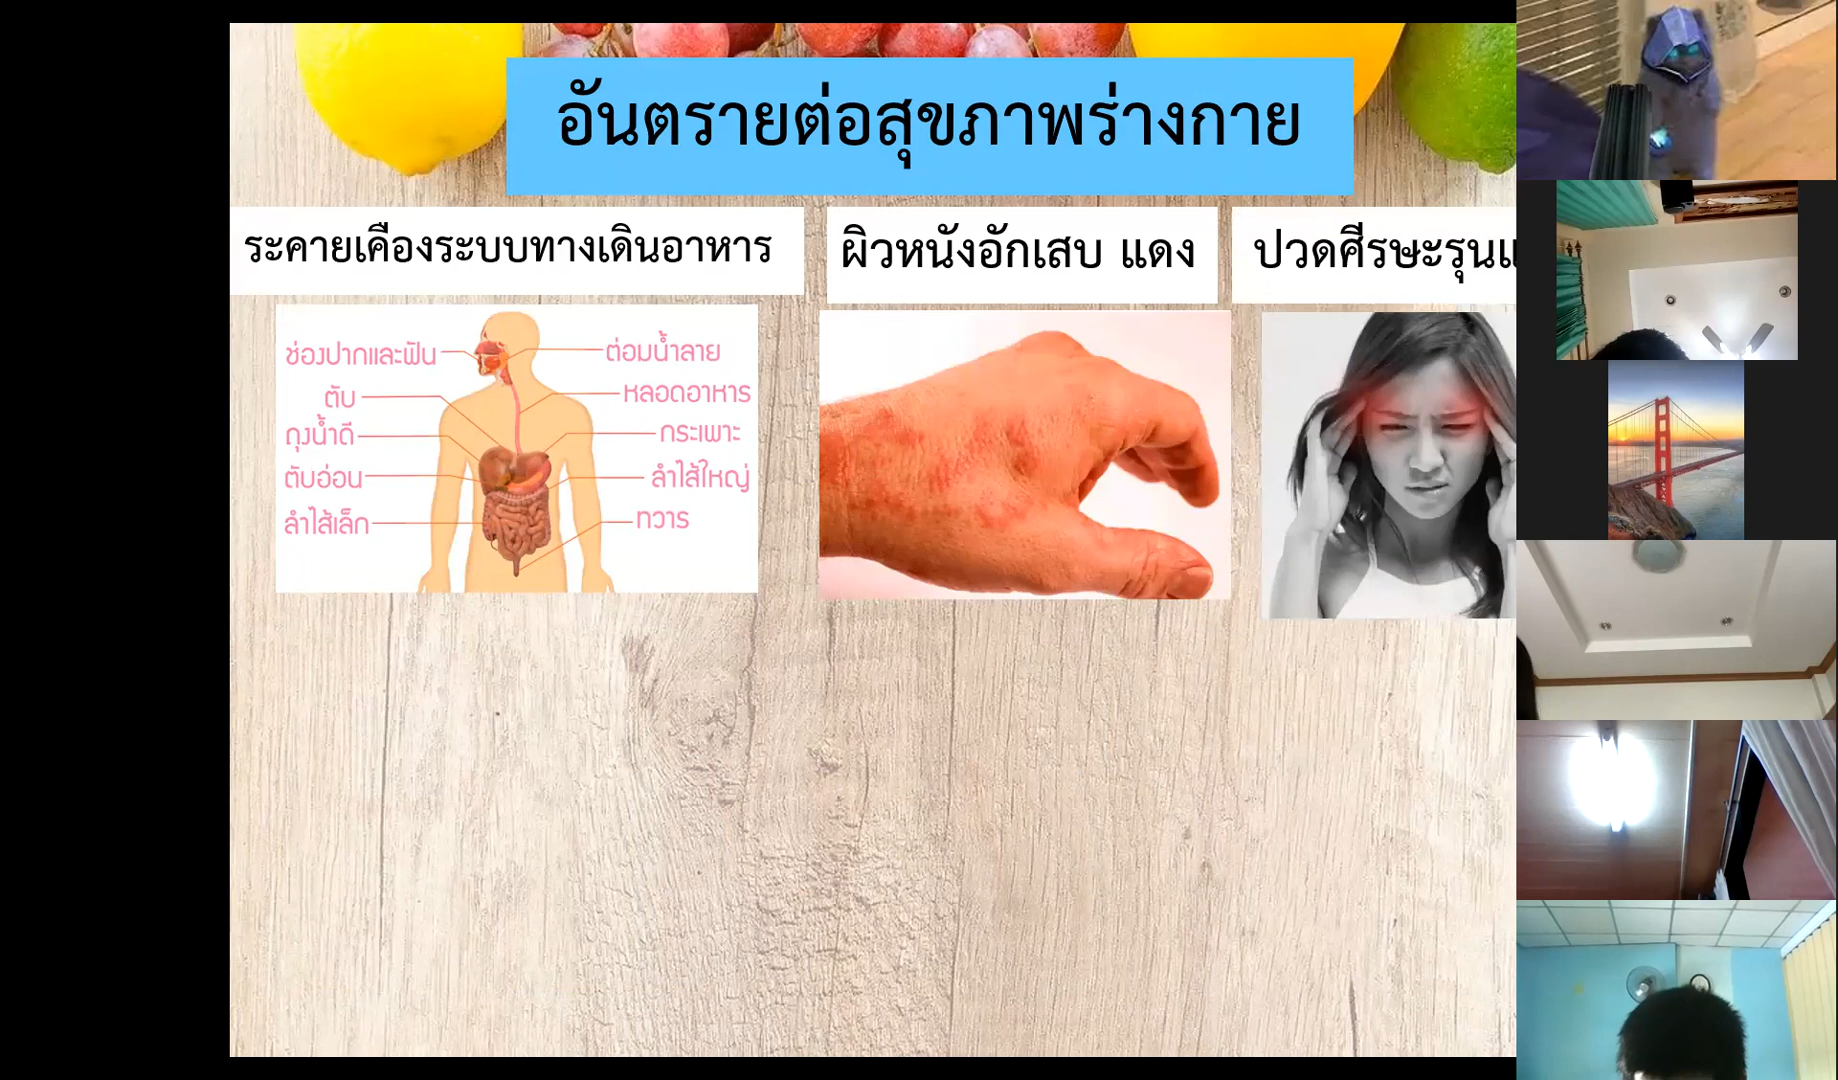 อันตรายต่อสุขภาพร่างกาย
ระคายเคืองระบบทางเดินอาหาร
ผิวหนังอักเสบ แดง
ปวดศีรษะรุนแ
ช่องปากและฟัน
ต่อมน้ำลาย
ตับ
หลอดอาหาร
ถุงน้ำดี
กระเพาะ
ตับอ่อน
ลำไส้ใหญ่
ลำไส้เล็ก
ทวาร